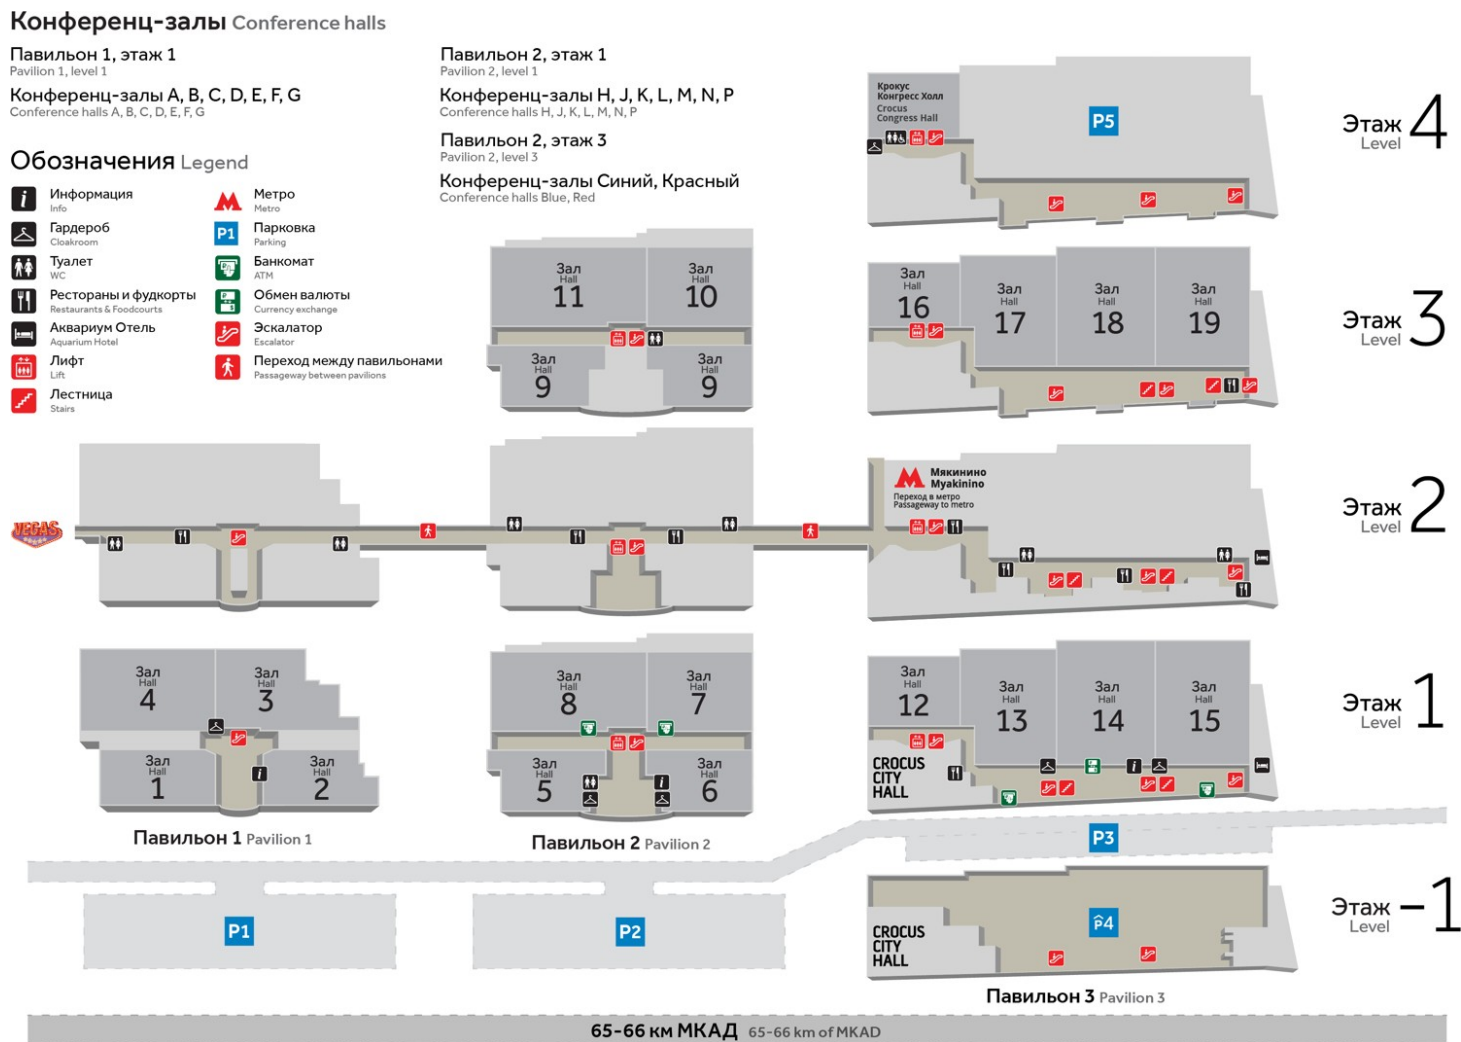 Конференц-залы Conference halls
Павильон 1, этаж 1
Pavilion 1, level 1
Конференц-залы A, B, C, D, E, F, G
Conference halls A, B, C, D, E, F, G
Павильон 2, этаж 1
Pavilion 2, level 1
Конференц-залы H, J, K, L, M, N, P
Conference halls H, J, K, L, M, N, P
Павильон 2, этаж 3
Pavilion 2, level 3
Конференц-залы Синий, Красный
Conference halls Blue, Red
Обозначения Legend
Информация
Info
Гардероб
Cloakroom
Туалет
WC
Рестораны и фудкорты
Restaurants & Foodcourts
Аквариум Отель
Aquarium Hotel
Лифт
Lift
Лестница
Stairs
Метро
Metro
P1 Парковка
Parking
Банкомат
ATM
Обмен валюты
Currency exchange
Эскалатор
Escalator
Переход между павильонами
Passageway between pavilions
Крокус
Конгресс Холл
Crocus
Congress Hall
P5
Этаж 4
Level
Зал
Hall
11
Зал
Hall
10
Зал
Hall
9
Зал
Hall
9
Зал
Hall
16
Зал
Hall
17
Зал
Hall
18
Зал
Hall
19
Этаж 3
Level
VEGAS
Мякинино
Myakinino
Переход в метро
Passageway to metro
Этаж 2
Level
Зал
Hall
4
Зал
Hall
3
Зал
Hall
1
Зал
Hall
2
Павильон 1 Pavilion 1
Зал
Hall
8
Зал
Hall
7
Зал
Hall
5
Зал
Hall
6
Павильон 2 Pavilion 2
Зал
Hall
12
Зал
Hall
13
Зал
Hall
14
Зал
Hall
15
CROCUS
CITY
HALL
Этаж 1
Level
P3
P1
P2
CROCUS
CITY
HALL
P4
Этаж -1
Level
Павильон 3 Pavilion 3
65-66 км МКАД 65-66 km of MKAD